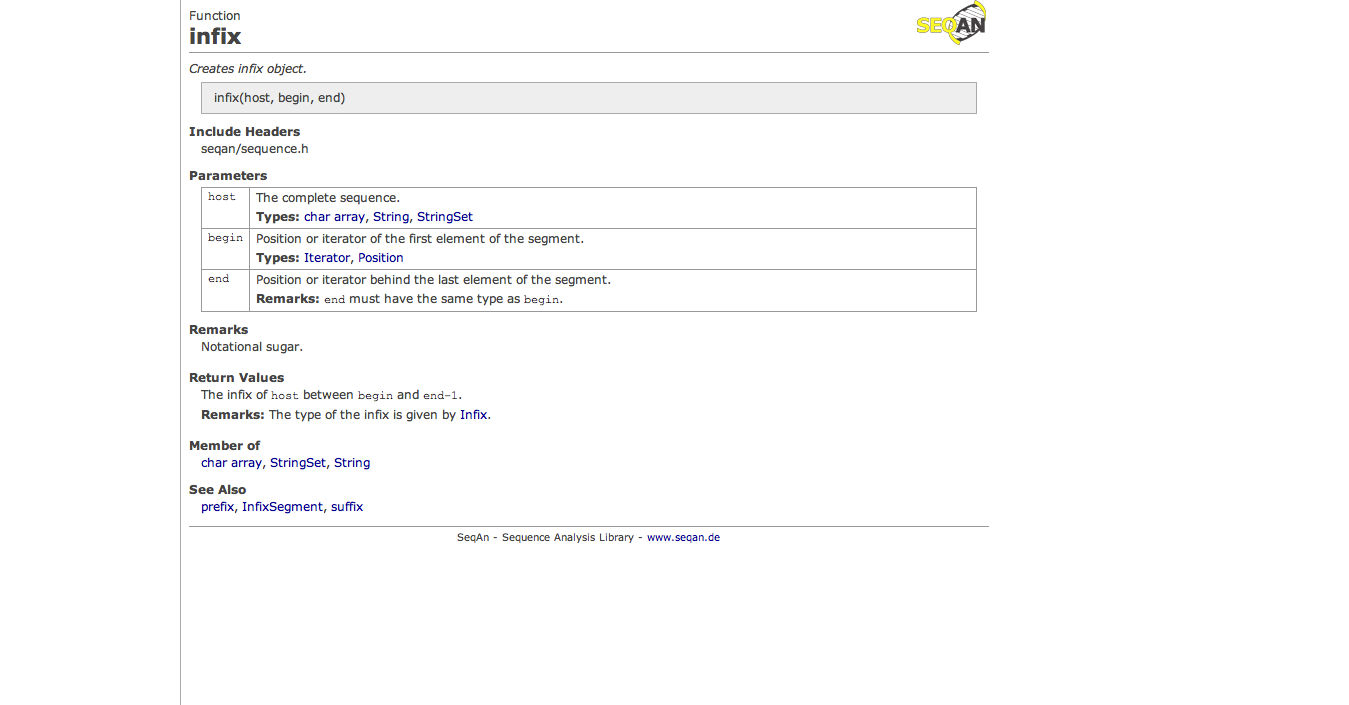 Function
infix
SEQAN
Creates infix object.
infix(host, begin, end)
Include Headers
seqan/sequence.h
Parameters
host The complete sequence.
Types: char array, String, StringSet
begin Position or iterator of the first element of the segment.
Types: Iterator, Position
end Position or iterator behind the last element of the segment.
Remarks: end must have the same type as begin.
Remarks
Notational sugar.
Return Values
The infix of host between begin and end-1.
Remarks: The type of the infix is given by Infix.
Member of
char array, StringSet, String
See Also
prefix, InfixSegment, suffix
SeqAn - Sequence Analysis Library - www.seqan.de